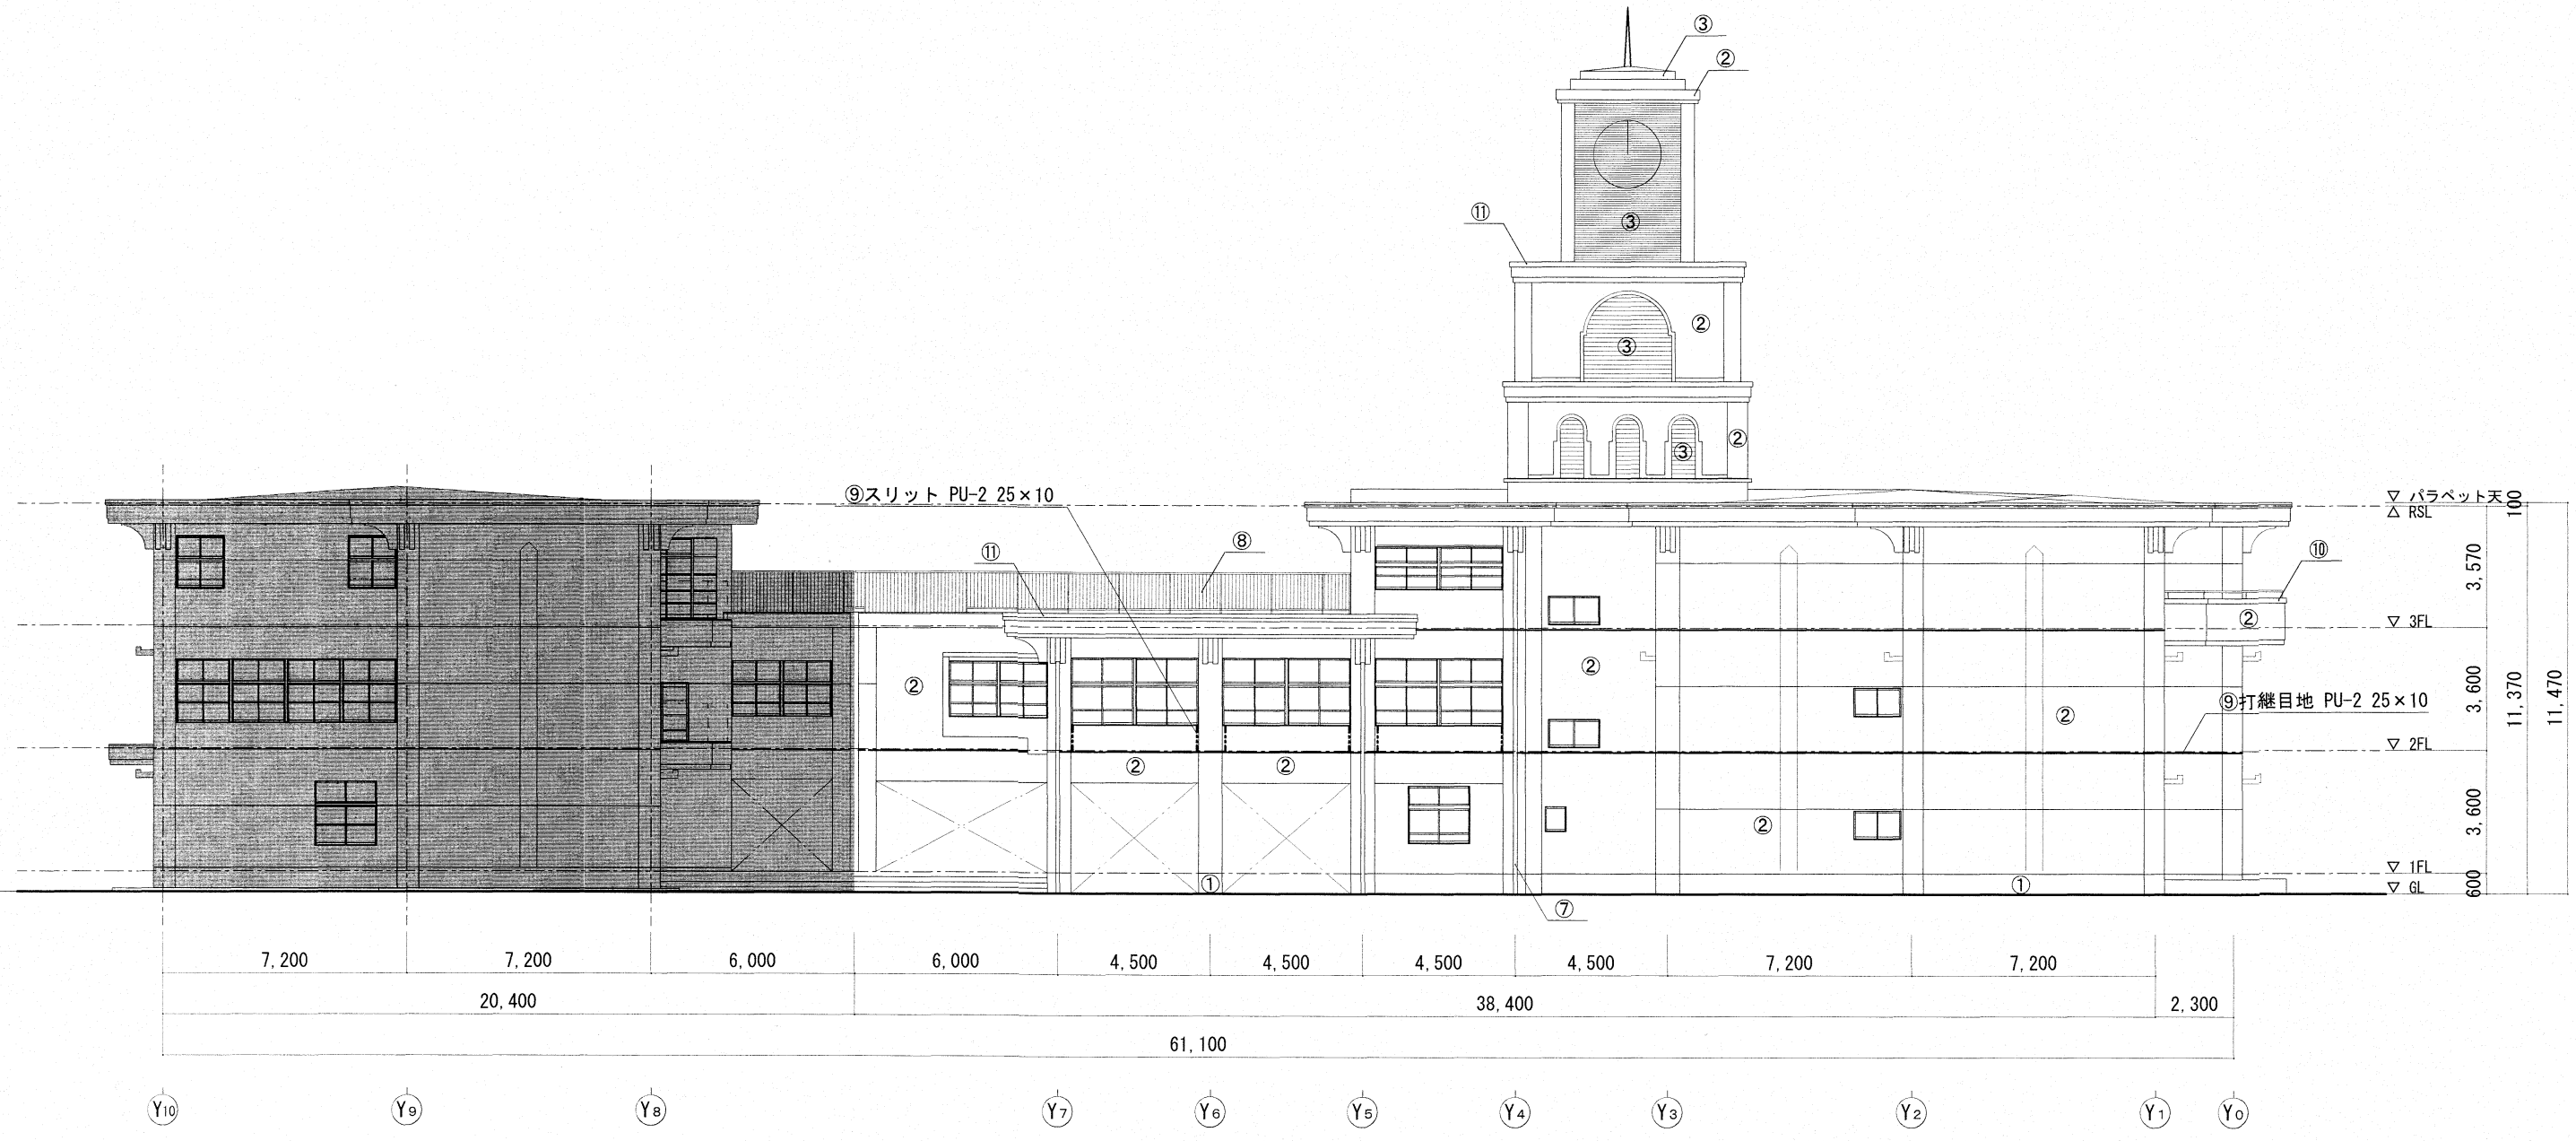 ③
②
⑪
③
②
③
②
③
⑨スリット PU-2 25×10
▽ パラペット天
△ RSL
100
⑧
⑪
⑩
3,570
②
▽ 3FL
②
②
3,600
11,370
11,470
⑨打継目地 PU-2 25×10
②
▽ 2FL
②
②
②
3,600
▽ 1FL
①
①
▽ GL
600
⑦
7,200
7,200
6,000
6,000
4,500
4,500
4,500
4,500
7,200
7,200
20,400
38,400
2,300
61,100
Y10
Y9
Y8
Y7
Y6
Y5
Y4
Y3
Y2
Y1
Y0